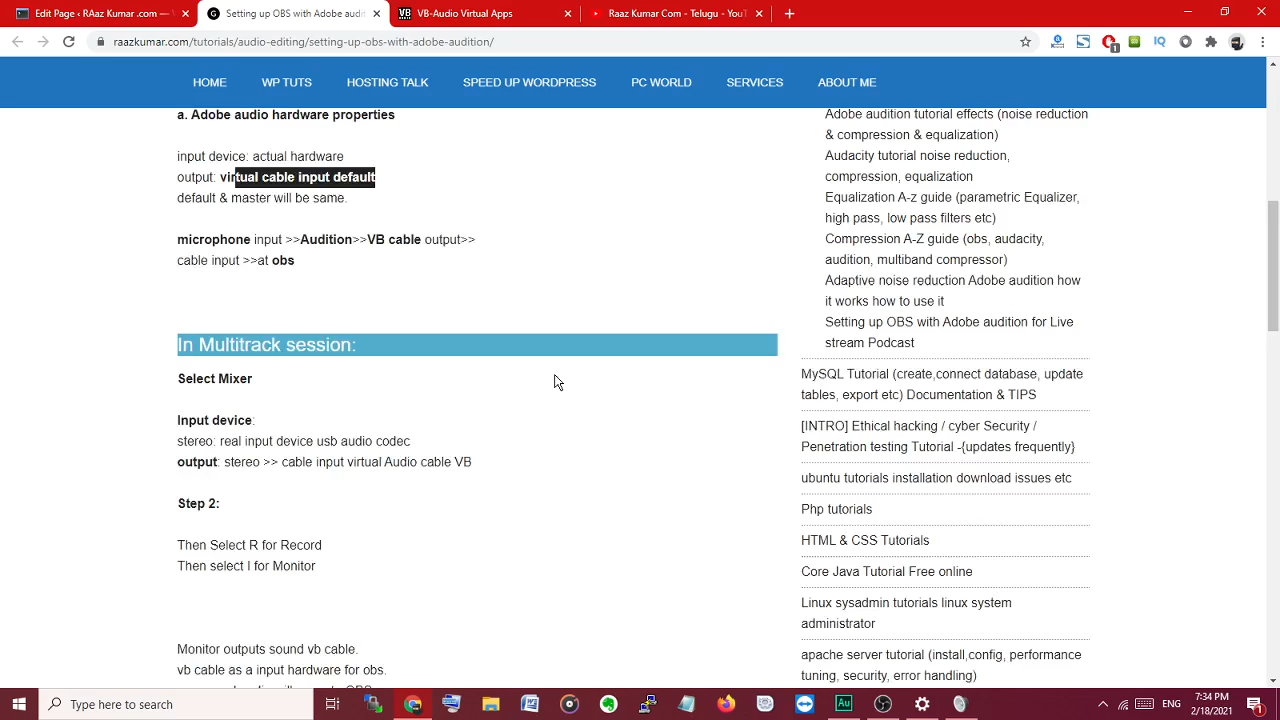 RAaz Kumar .com —
Setting up OBS with Adobe audit
VB VB-Audio Virtual Apps
Raaz Kumar Com - Telugu - YouT
raazkumar.com/tutorials/audio-editing/setting-up-obs-with-adobe-audition/
HOME WP TUTS HOSTING TALK SPEED UP WORDPRESS PC WORLD SERVICES ABOUT ME
a. Adobe audio hardware properties
input device: actual hardware
output: virtual cable input default
default & master will be same.
microphone input >>Audition>>VB cable output>>
cable input >>at obs
In Multitrack session:
Select Mixer
Input device:
stereo: real input device usb audio codec
output: stereo >> cable input virtual Audio cable VB
Step 2:
Then Select R for Record
Then select I for Monitor
Monitor outputs sound vb cable.
vb cable as a input hardware for obs.
Adobe audition tutorial effects (noise reduction
& compression & equalization)
Audacity tutorial noise reduction,
compression, equalization
Equalization A-z guide (parametric Equalizer,
high pass, low pass filters etc)
Compression A-Z guide (obs, audacity,
audition, multiband compressor)
Adaptive noise reduction Adobe audition how
it works how to use it
Setting up OBS with Adobe audition for Live
stream Podcast
MySQL Tutorial (create,connect database, update
tables, export etc) Documentation & TIPS
[INTRO] Ethical hacking / cyber Security /
Penetration testing Tutorial -{updates frequently}
ubuntu tutorials installation download issues etc
Php tutorials
HTML & CSS Tutorials
Core Java Tutorial Free online
Linux sysadmin tutorials linux system
administrator
apache server tutorial (install,config, performance
tuning, security, error handling)
Type here to search
ENG
7:34 PM
2/18/2021